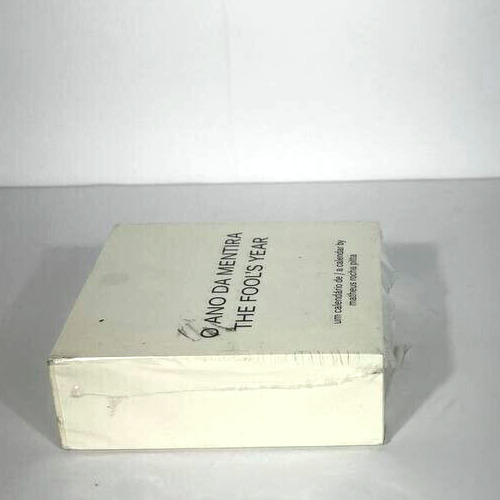 O ANO DA MENTIRA
THE FOOL'S YEAR
um calendário de / a calendar by
matheus rocha pitta